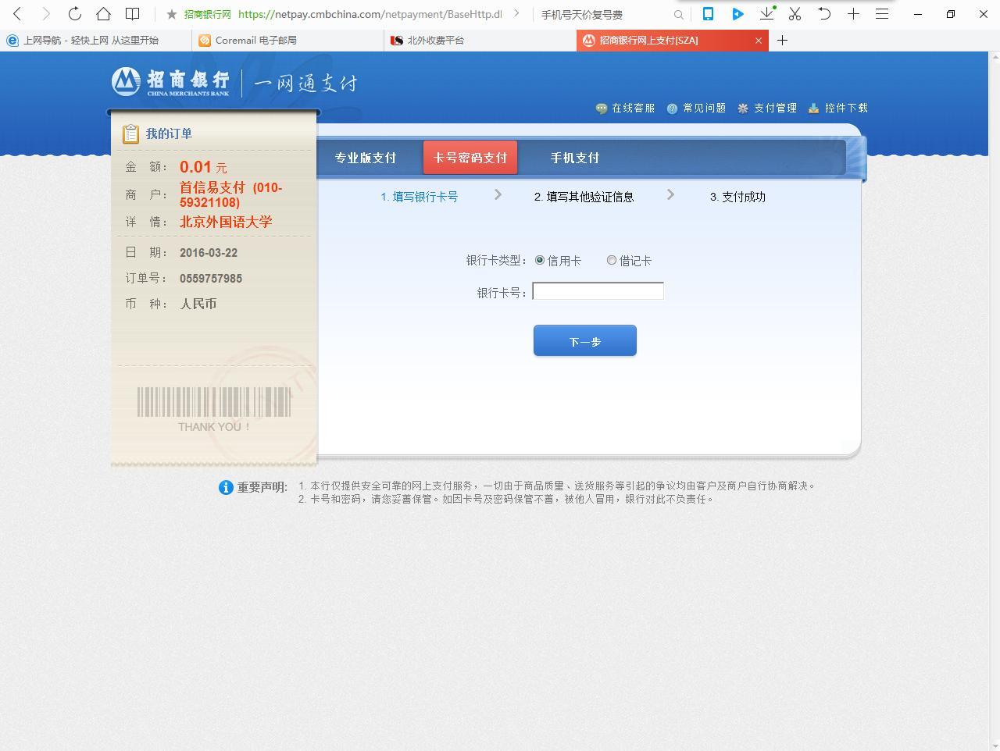 招商银行网 https://netpay.cmbchina.com/netpayment/BaseHttp.dl 手机号天价复号费
上网导航 - 轻快上网 从这里开始 Coremail 电子邮局 北外收费平台 招商银行网上支付[SZA]
招商银行 一网通支付
CHINA MERCHANTS BANK
在线客服 常见问题 支付管理 控件下载
我的订单
金 额： 0.01 元
商 户： 首信易支付 (010-
59321108)
详 情： 北京外国语大学
日 期： 2016-03-22
订单号： 0559757985
币 种： 人民币
THANK YOU！
专业版支付 卡号密码支付 手机支付
1. 填写银行卡号 2. 填写其他验证信息 3. 支付成功
银行卡类型： 信用卡 借记卡
银行卡号：
下一步
重要声明: 1. 本行仅提供安全可靠的网上支付服务，一切由于商品质量、送货服务等引起的争议均由客户及商户自行协商解决。
2. 卡号和密码，请您妥善保管。如因卡号及密码保管不善，被他人冒用，银行对此不负责任。